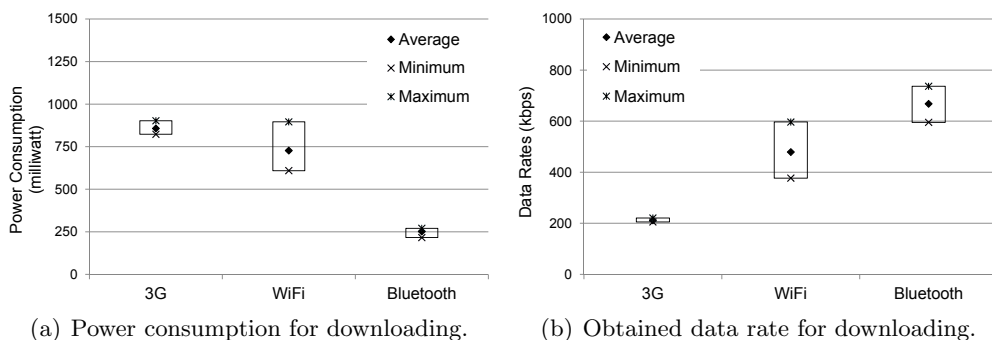 1500
1250
1000
750
500
250
0
Power Consumption
(milliwatt)
Average
Minimum
Maximum
3G WiFi Bluetooth
(a) Power consumption for downloading.
1000
800
600
400
200
0
Data Rates (kbps)
Average
Minimum
Maximum
3G WiFi Bluetooth
(b) Obtained data rate for downloading.